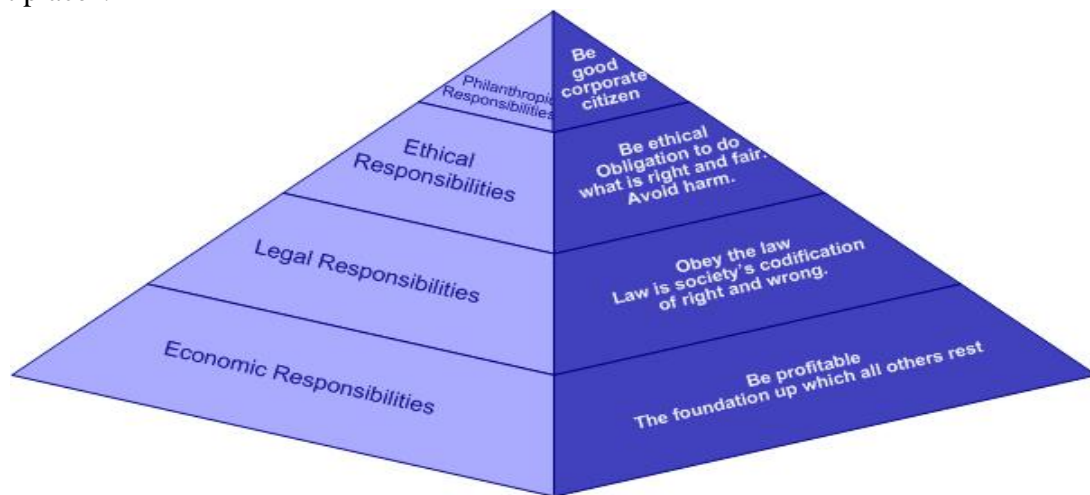 Philanthropic
Responsibilities
Be
good
corporate
citizen
Ethical
Responsibilities
Be ethical
Obligation to do
what is right and fair.
Avoid harm.
Legal Responsibilities
Obey the law
Law is society's codification
of right and wrong.
Economic Responsibilities
Be profitable
The foundation up which all others rest